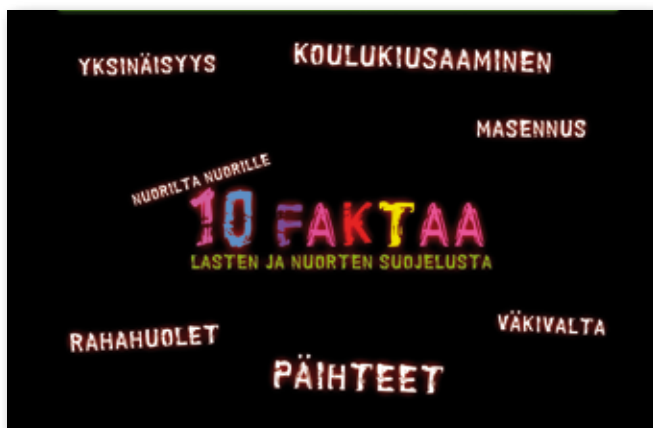 YKSINÄISYYS
KOULUKIUSAAMINEN
MASENNUS
NUORILTA NUORILLE
10 FAKTAA
LASTEN JA NUORTEN SUOJELUSTA
RAHAHUOLET
VÄKIVALTA
PÄIHTEET